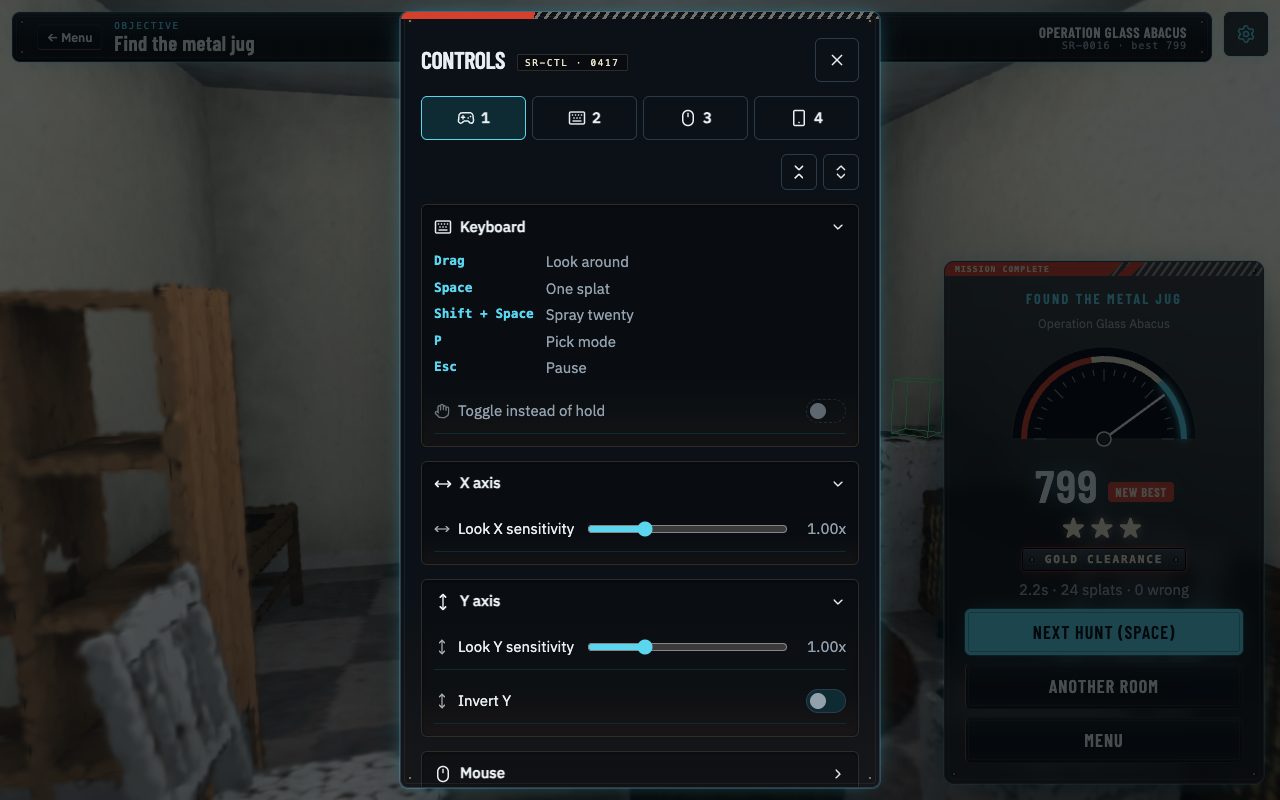 ← Menu
OBJECTIVE
Find the metal jug
OPERATION GLASS ABACUS
SR-0016 · best 799
CONTROLS
SR-CTL · 0417
1
2
3
4
Keyboard
Drag Look around
Space One splat
Shift + Space Spray twenty
P Pick mode
Esc Pause
Toggle instead of hold
X axis
Look X sensitivity 1.00x
Y axis
Look Y sensitivity 1.00x
Invert Y
Mouse
MISSION COMPLETE
FOUND THE METAL JUG
Operation Glass Abacus
799 NEW BEST
GOLD CLEARANCE
2.2s · 24 splats · 0 wrong
NEXT HUNT (SPACE)
ANOTHER ROOM
MENU